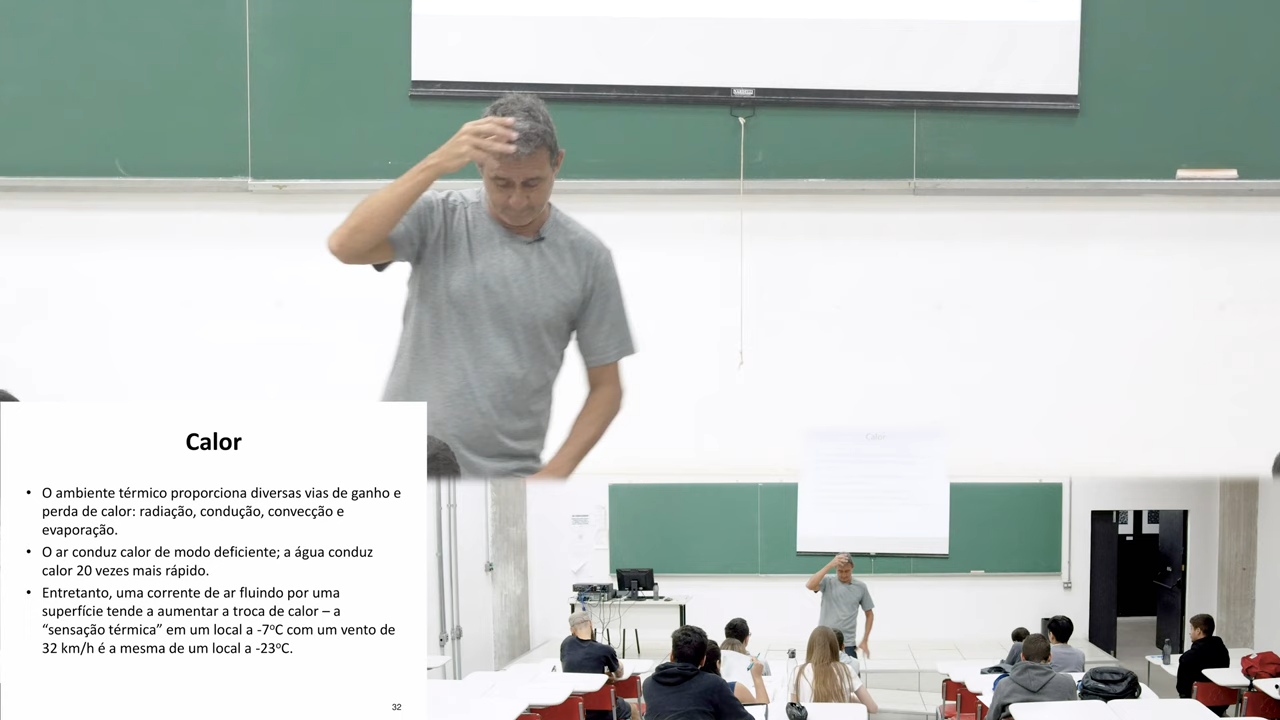 Calor
• O ambiente térmico proporciona diversas vias de ganho e
perda de calor: radiação, condução, convecção e
evaporação.
• O ar conduz calor de modo deficiente; a água conduz
calor 20 vezes mais rápido.
• Entretanto, uma corrente de ar fluindo por uma
superfície tende a aumentar a troca de calor – a
“sensação térmica” em um local a -7ºC com um vento de
32 km/h é a mesma de um local a -23ºC.
32
Calor